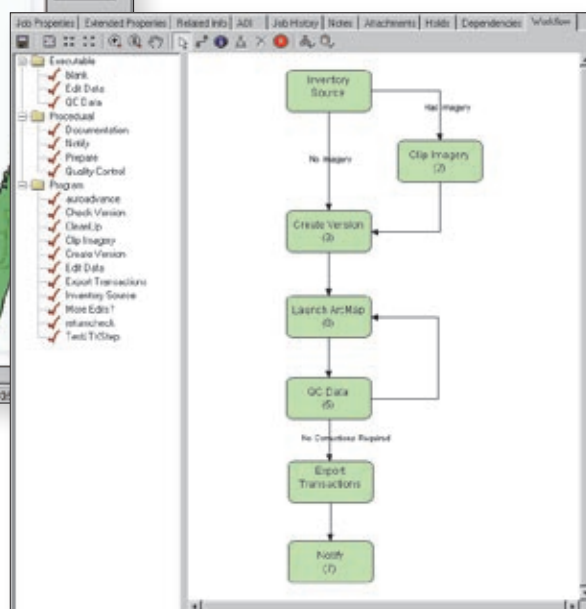 Job Properties
Extended Properties
Related Info
AOI
Job History
Notes
Attachments
Holds
Dependencies
Workflow
Executable
blank
Edit Data
QC Data
Procedural
Documentation
Notify
Prepare
Quality Control
Program
autoadvance
Check Version
CleanUp
Clip Imagery
Create Version
Edit Data
Export Transactions
Inventory Source
More Edits?
returncheck
Inventory
Source
Has Imagery
No Imagery
Clip Imagery
(2)
Create Version
(3)
Launch ArcMap
QC Data
No Corrections Required
Export
Transactions
Notify
(7)